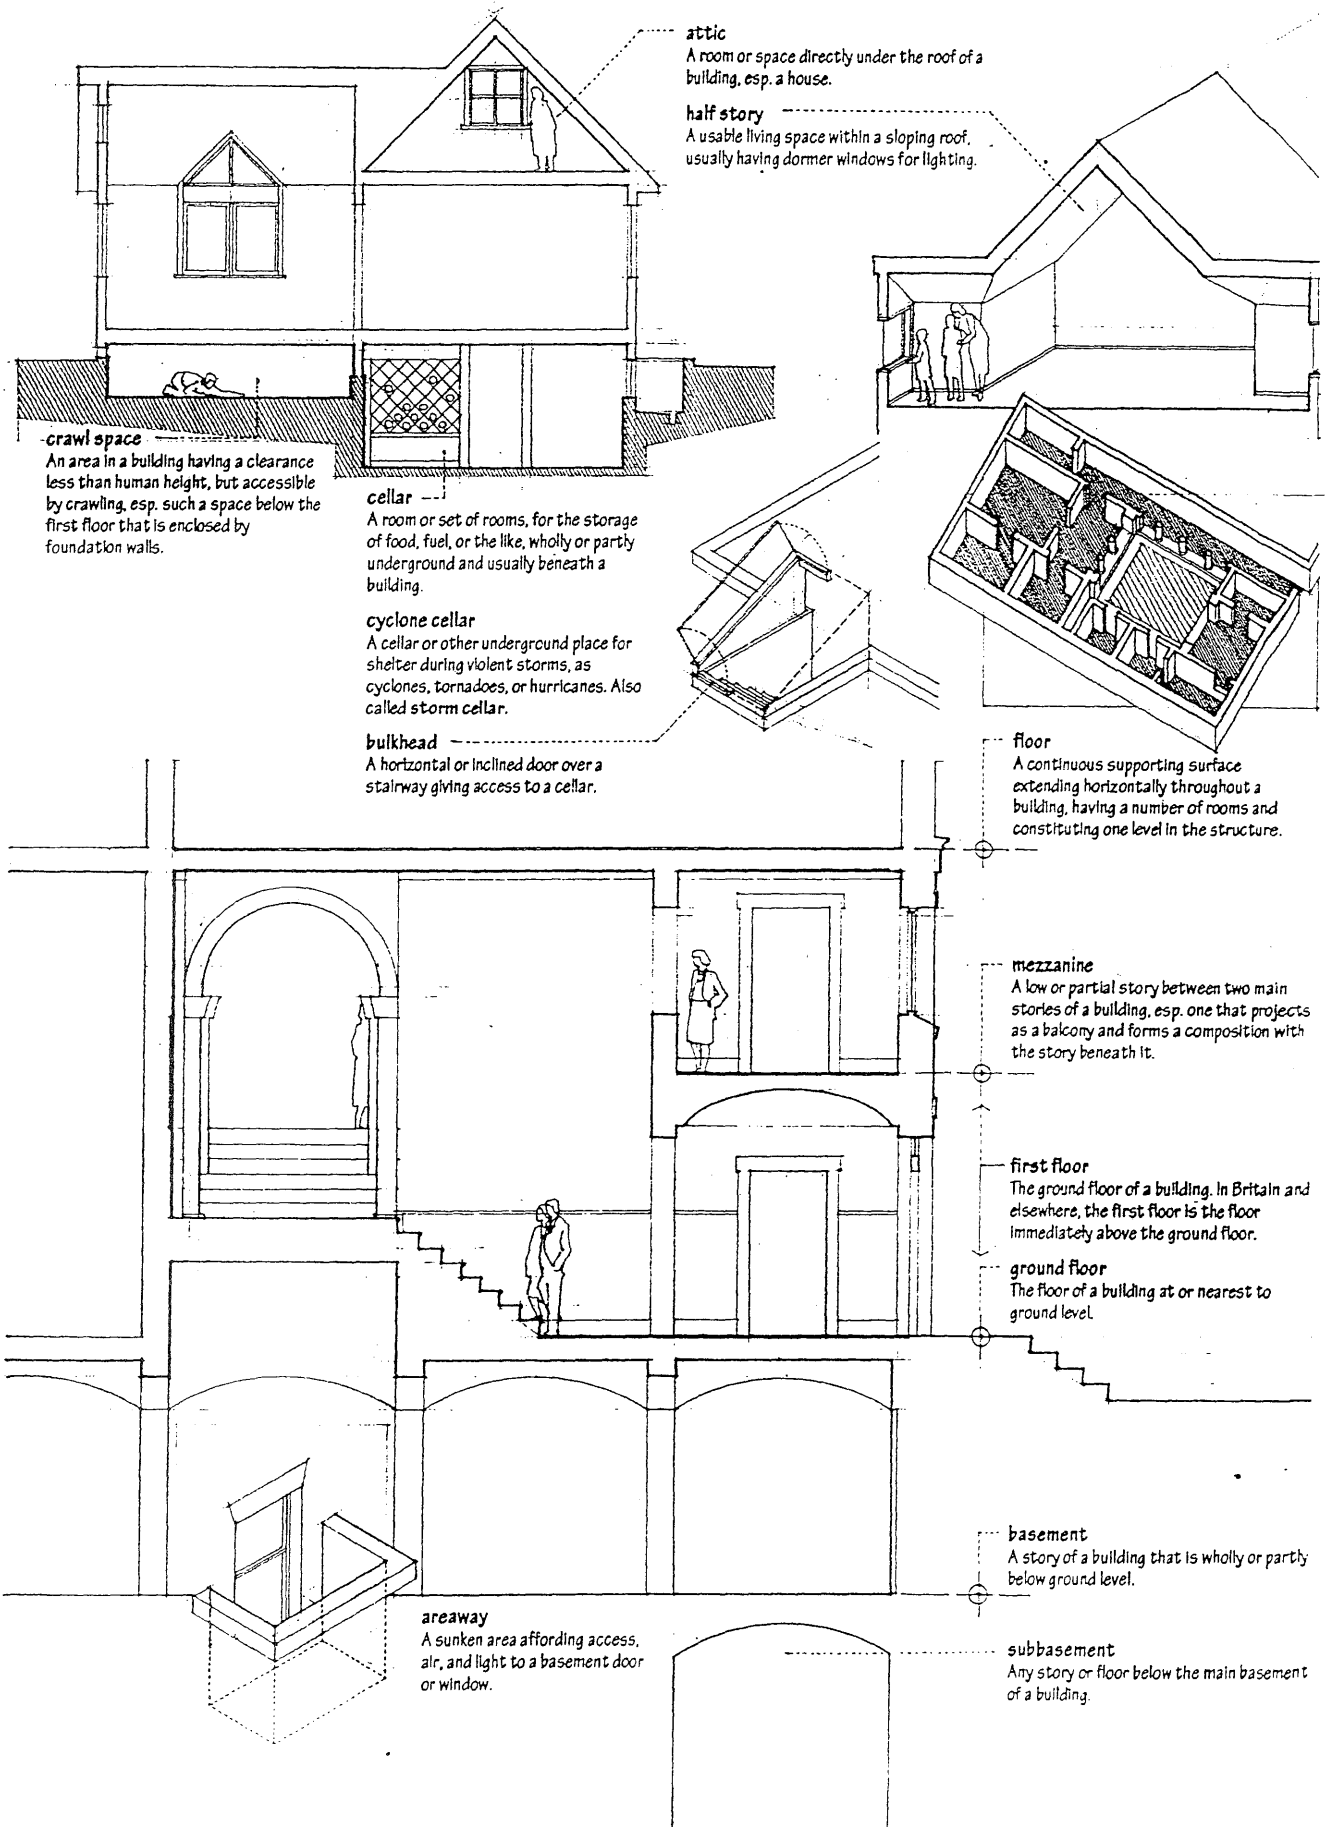 attic
A room or space directly under the roof of a
building, esp. a house.
half story
A usable living space within a sloping roof,
usually having dormer windows for lighting.
crawl space
An area in a building having a clearance
less than human height, but accessible
by crawling, esp. such a space below the
first floor that is enclosed by
foundation walls.
cellar
A room or set of rooms, for the storage
of food, fuel, or the like, wholly or partly
underground and usually beneath a
building.
cyclone cellar
A cellar or other underground place for
shelter during violent storms, as
cyclones, tornadoes, or hurricanes. Also
called storm cellar.
bulkhead
A horizontal or inclined door over a
stairway giving access to a cellar.
floor
A continuous supporting surface
extending horizontally throughout a
building, having a number of rooms and
constituting one level in the structure.
mezzanine
A low or partial story between two main
stories of a building, esp. one that projects
as a balcony and forms a composition with
the story beneath it.
first floor
The ground floor of a building. In Britain and
elsewhere, the first floor is the floor
immediately above the ground floor.
ground floor
The floor of a building at or nearest to
ground level.
basement
A story of a building that is wholly or partly
below ground level.
areaway
A sunken area affording access,
air, and light to a basement door
or window.
subbasement
Any story or floor below the main basement
of a building.